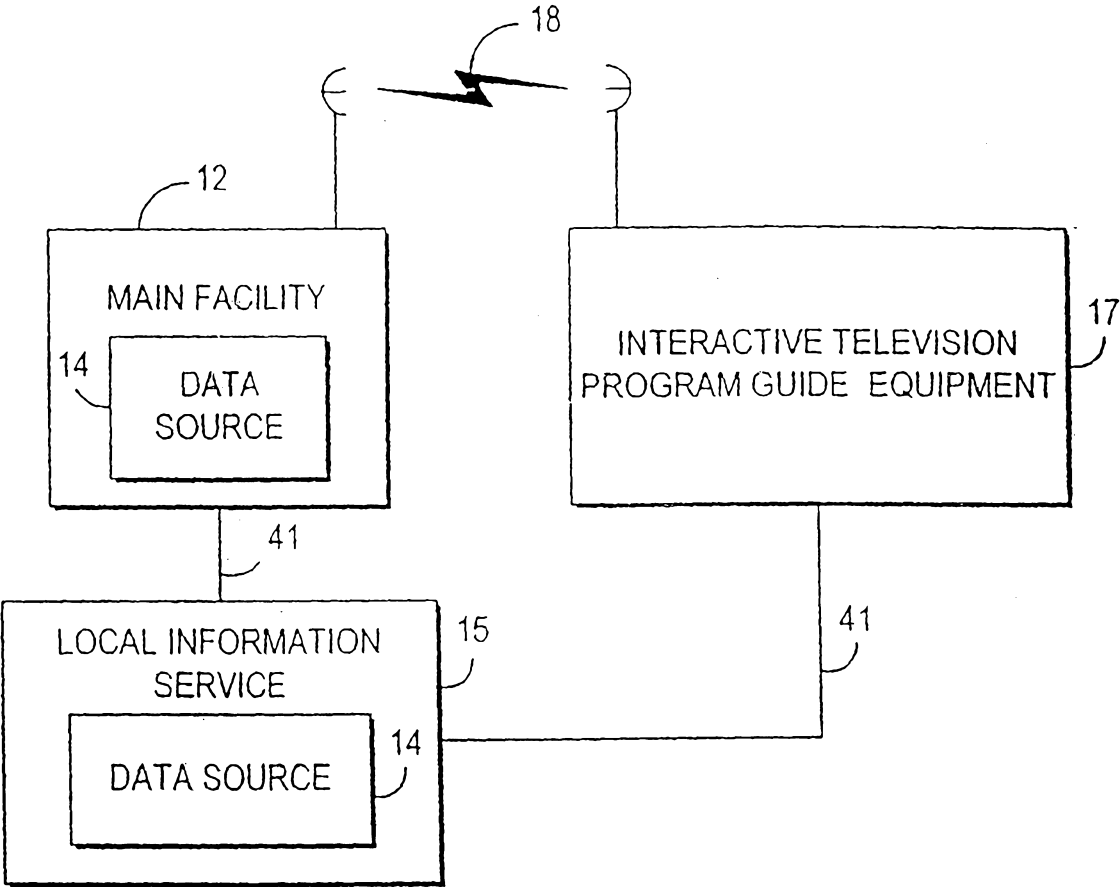 18
12
MAIN FACILITY
14
DATA
SOURCE
17
INTERACTIVE TELEVISION
PROGRAM GUIDE EQUIPMENT
41
LOCAL INFORMATION
SERVICE
15
41
DATA SOURCE
14